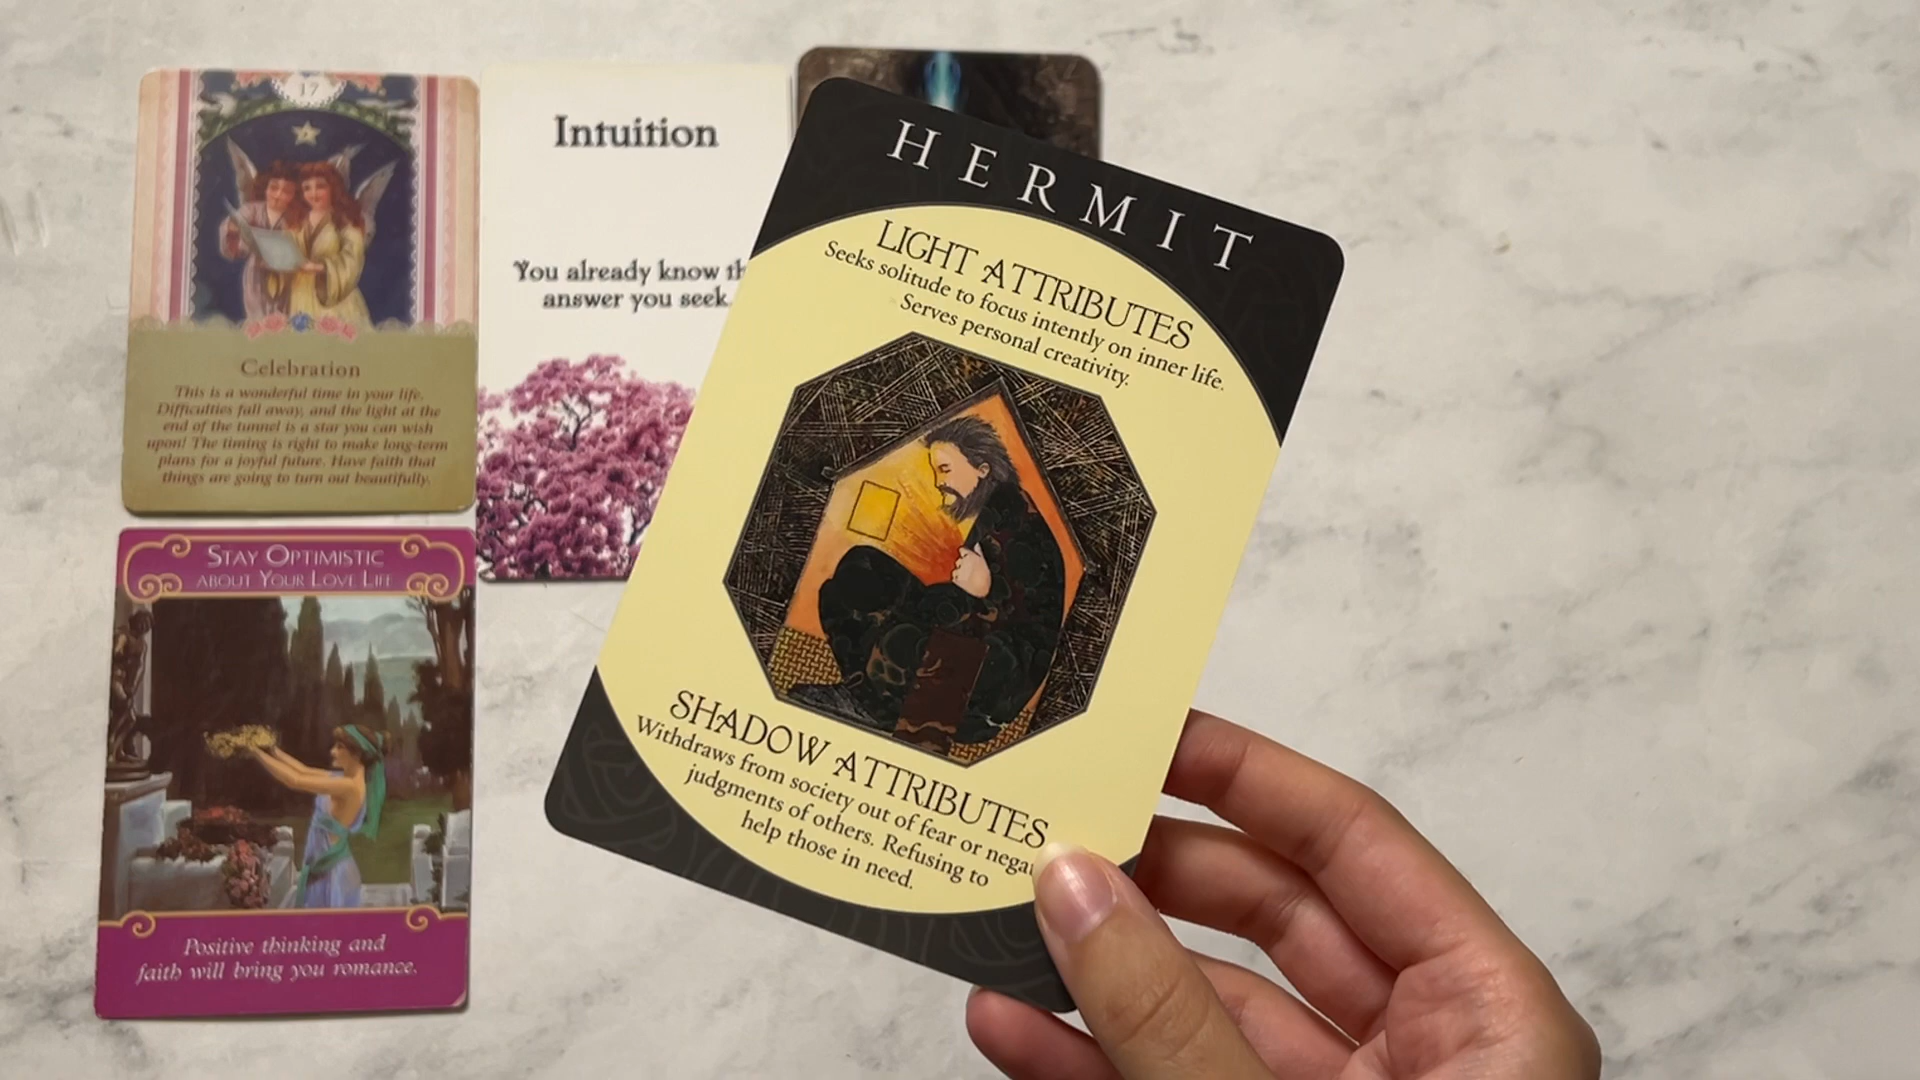 17
Celebration
This is a wonderful time in your life.
Difficulties fall away, and the light at the
end of the tunnel is a star you can wish
upon! The timing is right to make long-term
plans for a joyful future. Have faith that
things are going to turn out beautifully.
Intuition
You already know
answer you seek.
HERMIT
LIGHT ATTRIBUTES
Seeks solitude to focus intently on inner life.
Serves personal creativity.
SHADOW ATTRIBUTES
Withdraws from society out of fear or
judgments of others. Refusing to
help those in need.
STAY OPTIMISTIC
ABOUT YOUR LOVE LIFE
Positive thinking and
faith will bring you romance.